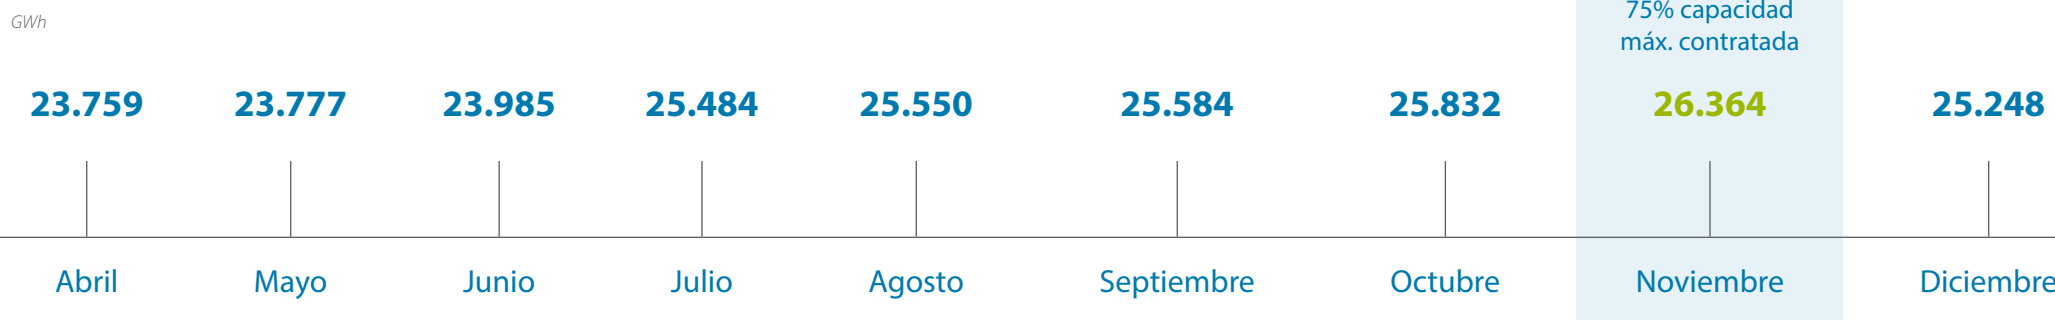 GWh
75% capacidad
máx. contratada
23.759 23.777 23.985 25.484 25.550 25.584 25.832 26.364 25.248
Abril Mayo Junio Julio Agosto Septiembre Octubre Noviembre Diciembre